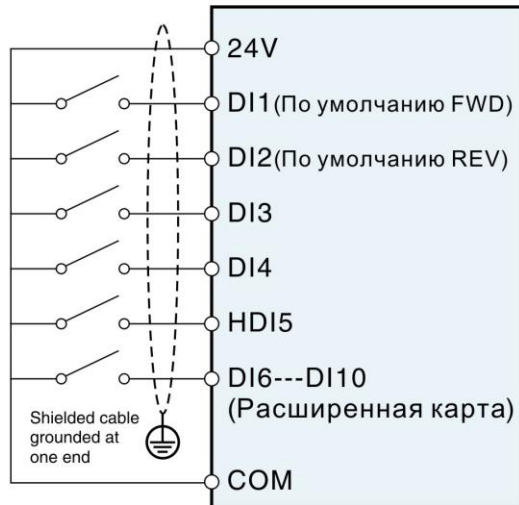 24V
DI1(По умолчанию FWD)
DI2(По умолчанию REV)
DI3
DI4
HDI5
DI6---DI10
(Расширенная карта)
Shielded cable
grounded at
one end
COM